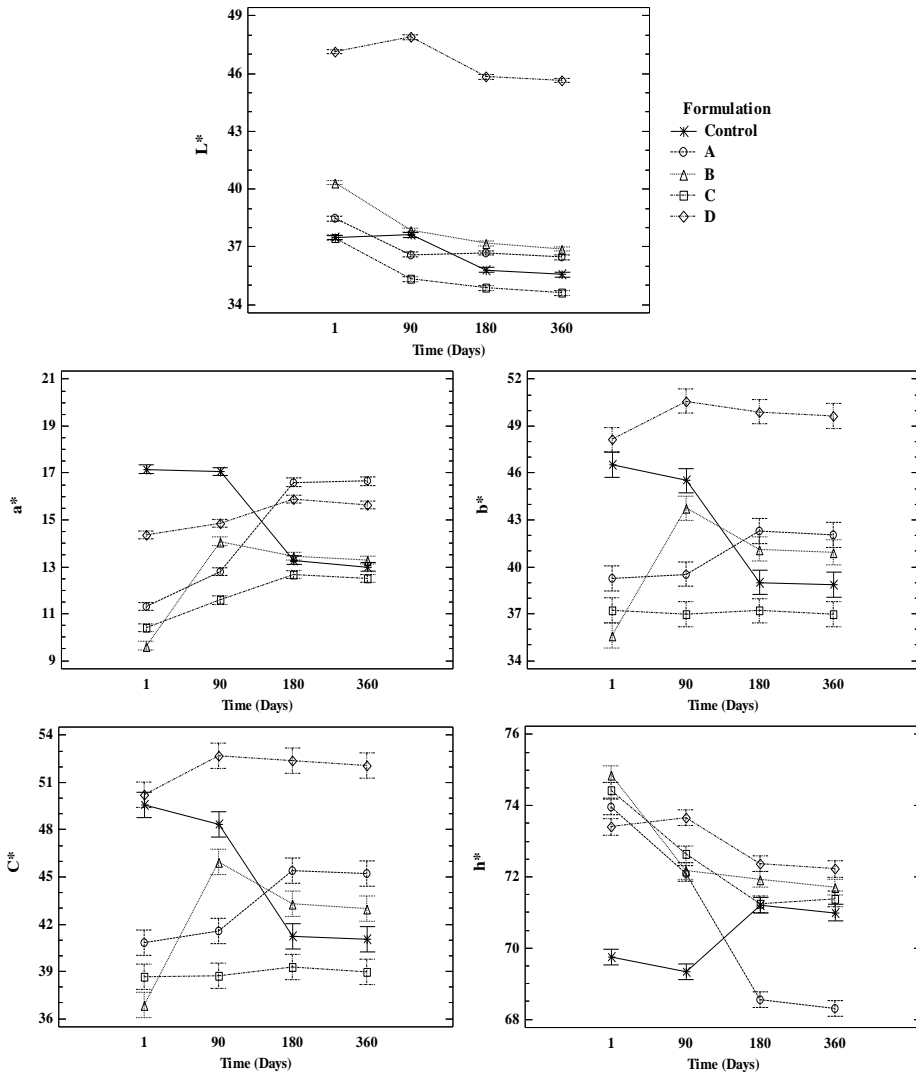 49
46
43
40
37
34
L*
1 90 180 360
Time (Days)
Formulation
Control
A
B
C
D
21
19
17
15
13
11
9
a*
1 90 180 360
Time (Days)
52
49
46
43
40
37
34
b*
1 90 180 360
Time (Days)
54
51
48
45
42
39
36
C*
1 90 180 360
Time (Days)
76
74
72
70
68
h*
1 90 180 360
Time (Days)